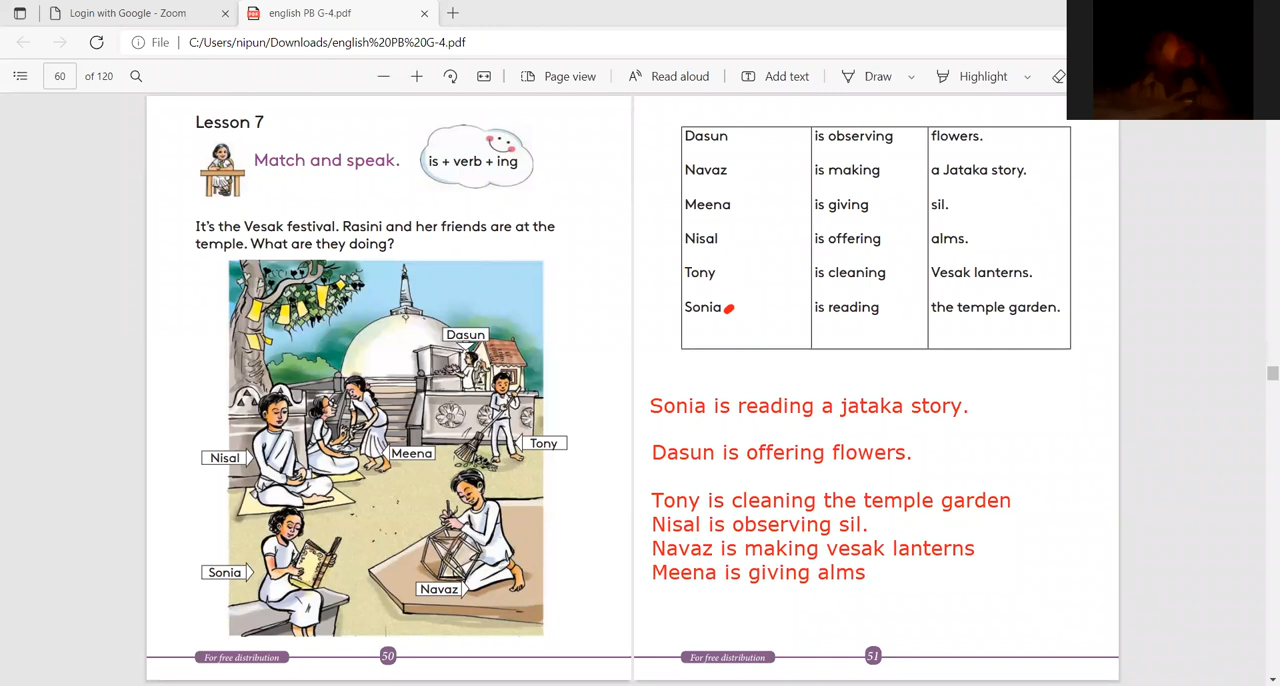 Login with Google - Zoom
english PB G-4.pdf
File
C:/Users/nipun/Downloads/english%20PB%20G-4.pdf
60 of 120
Page view
Read aloud
Add text
Draw
Highlight
Lesson 7
Match and speak.
is + verb + ing
It's the Vesak festival. Rasini and her friends are at the
temple. What are they doing?
Dasun
Tony
Meena
Nisal
Sonia
Navaz
For free distribution
50
Dasun is observing flowers.
Navaz is making a Jataka story.
Meena is giving sil.
Nisal is offering alms.
Tony is cleaning Vesak lanterns.
Sonia is reading the temple garden.
Sonia is reading a jataka story.
Dasun is offering flowers.
Tony is cleaning the temple garden
Nisal is observing sil.
Navaz is making vesak lanterns
Meena is giving alms
For free distribution
51